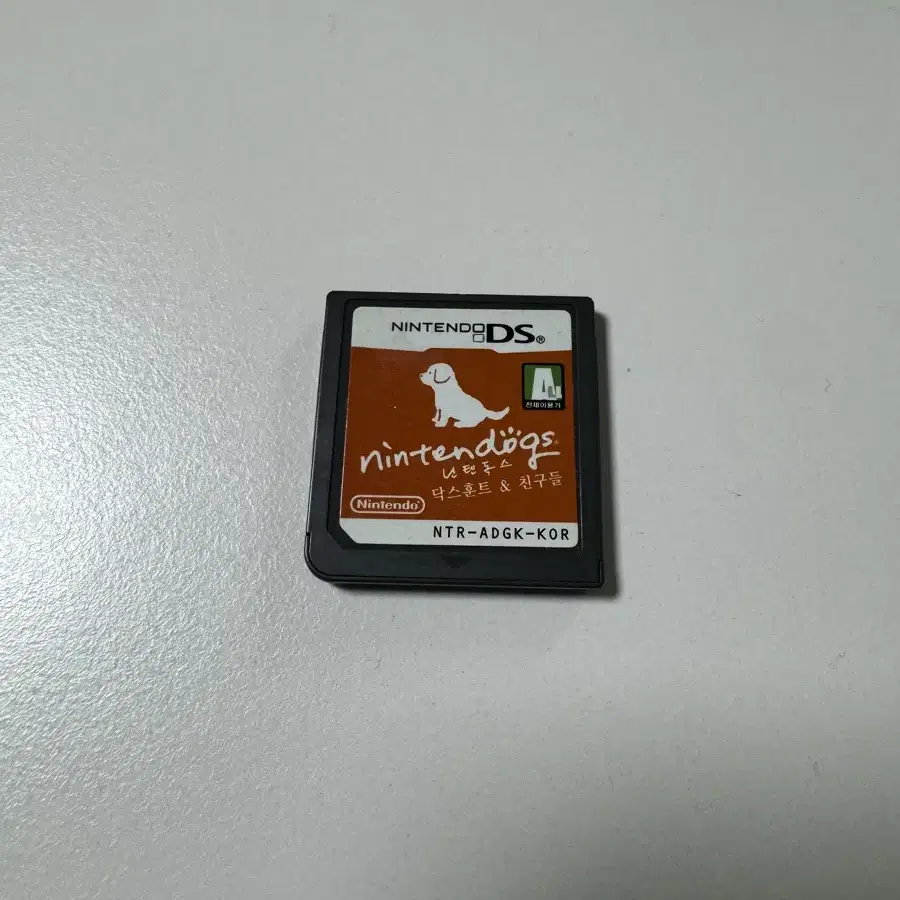 NINTENDO DS®
전체이용가
nintendogs
닌텐독스
닥스훈트 & 친구들
Nintendo®
NTR-ADGK-KOR